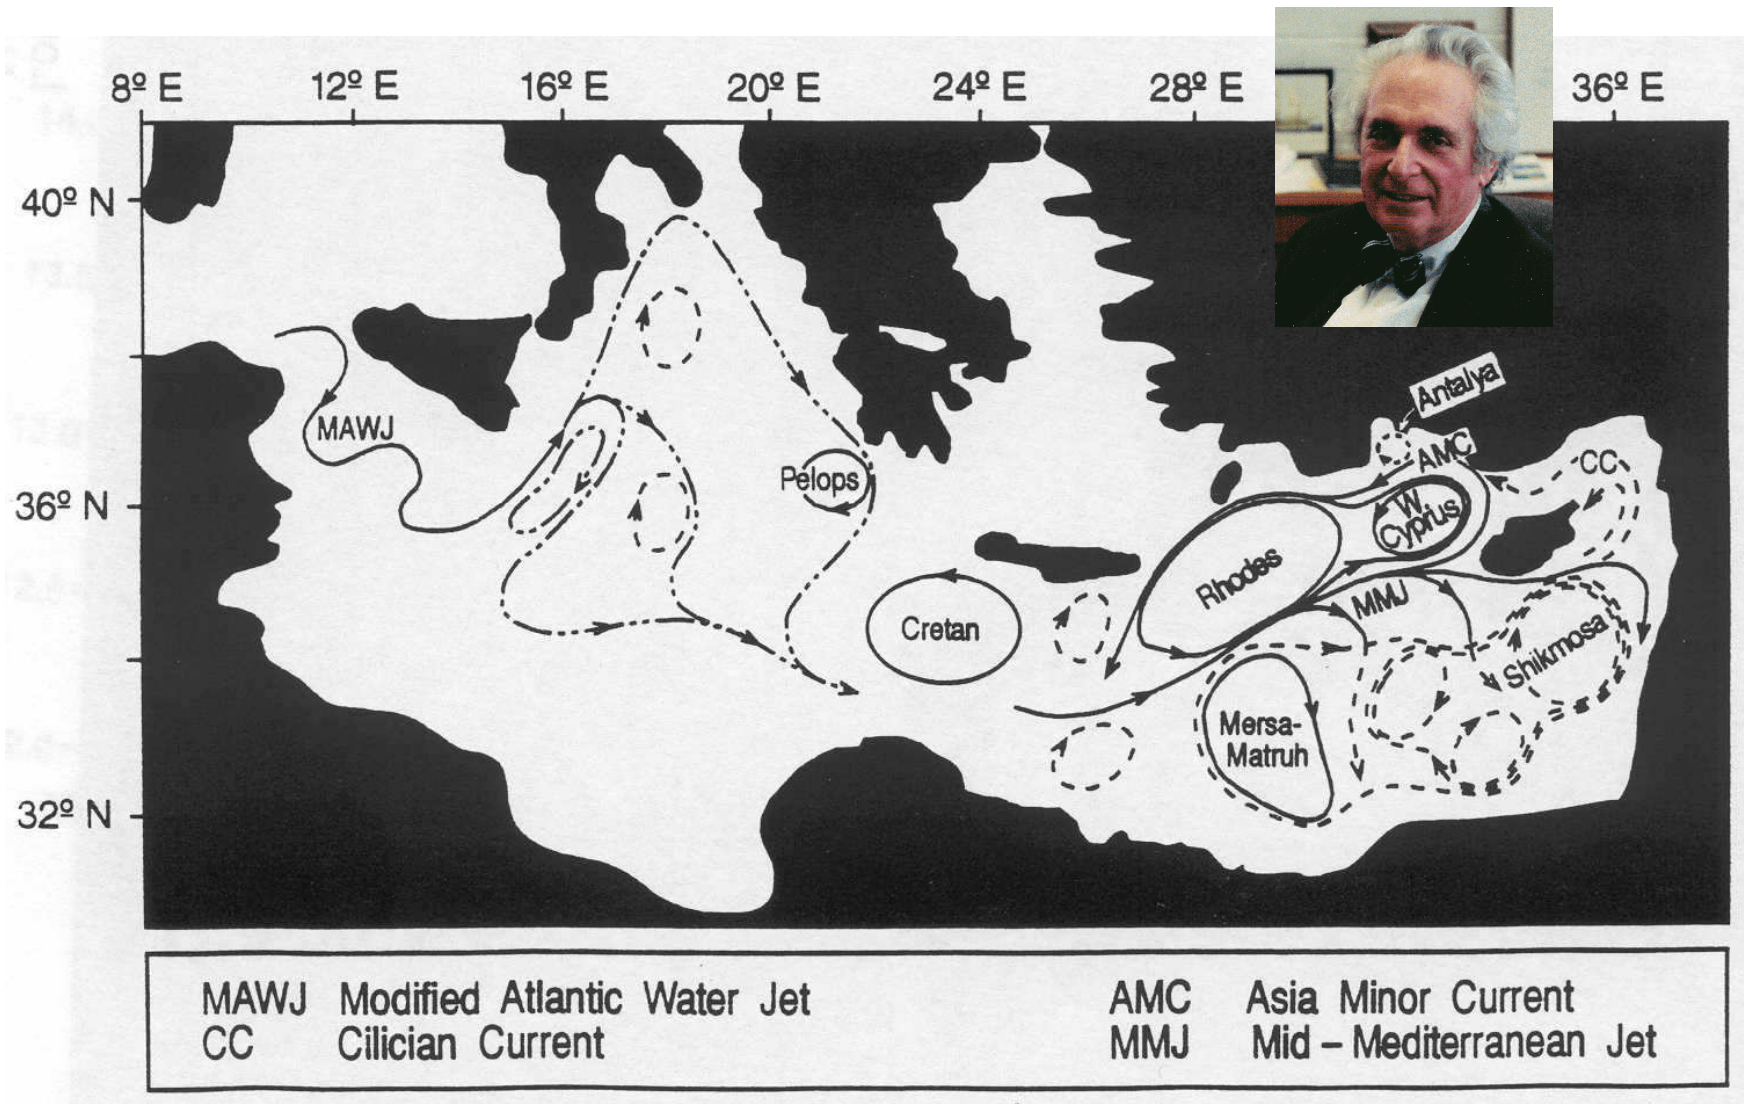 8º E 12º E 16º E 20º E 24º E 28º E 36º E
40º N
36º N
32º N
MAWJ
Pelops
Cretan
Rhodes
W.
Cyprus
Antalya
AMC
CC
MMJ
Shikmosa
Mersa-
Matruh
MAWJ Modified Atlantic Water Jet
CC Cilician Current
AMC Asia Minor Current
MMJ Mid – Mediterranean Jet